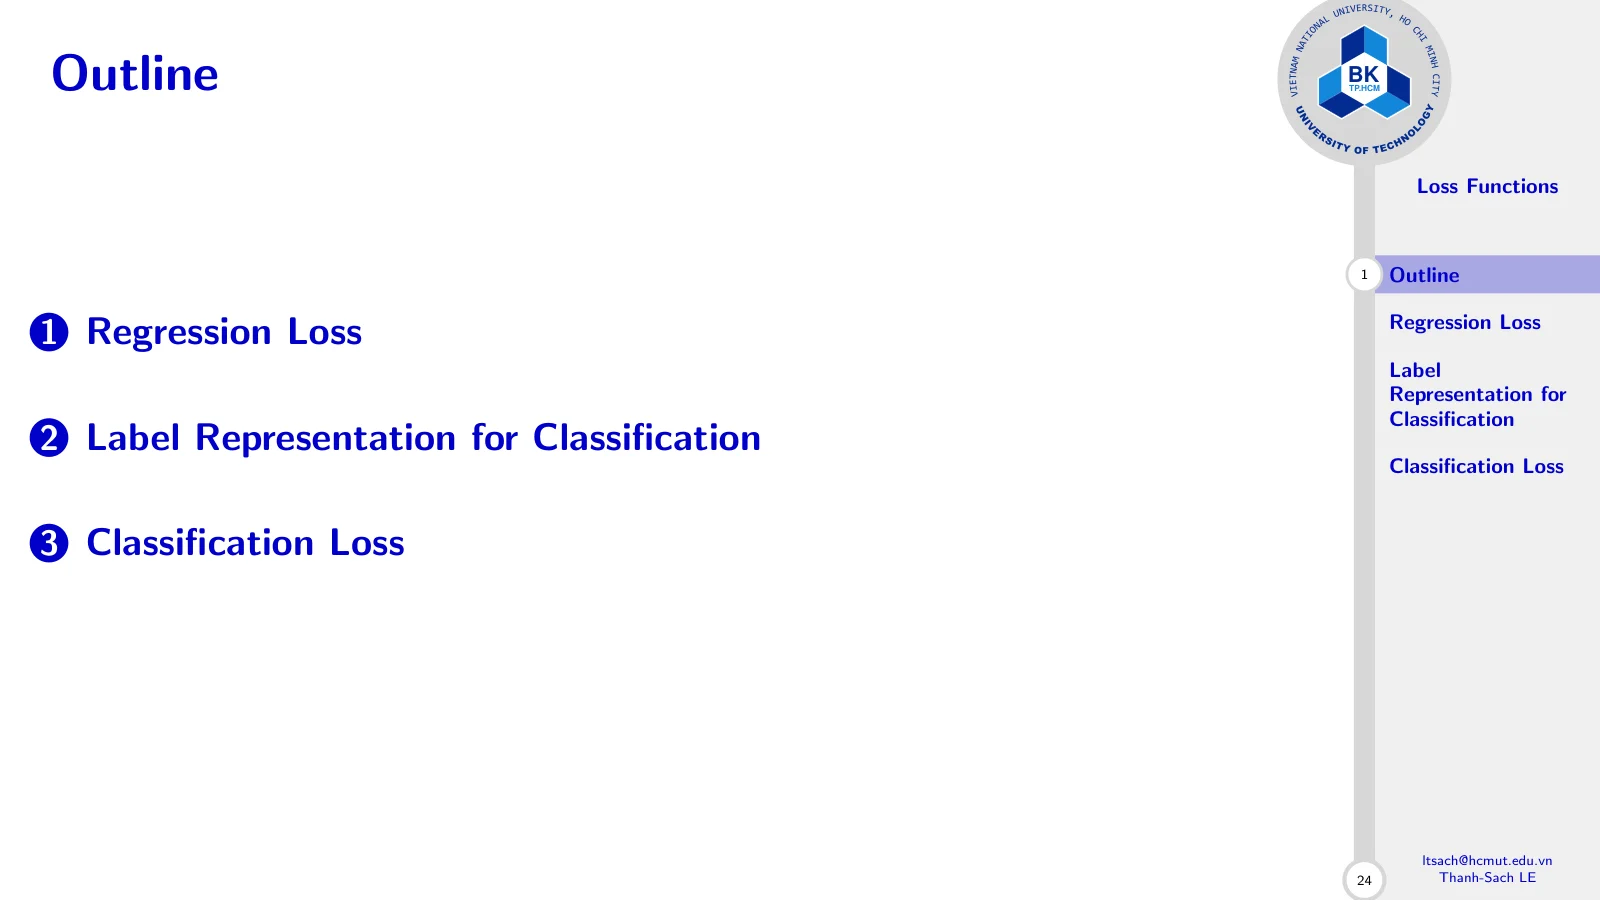 Outline
1 Regression Loss
2 Label Representation for Classification
3 Classification Loss
VIETNAM NATIONAL UNIVERSITY, HO CHI MINH CITY
BK
TP.HCM
UNIVERSITY OF TECHNOLOGY
Loss Functions
1
Outline
Regression Loss
Label
Representation for
Classification
Classification Loss
ltsach@hcmut.edu.vn
Thanh-Sach LE
24